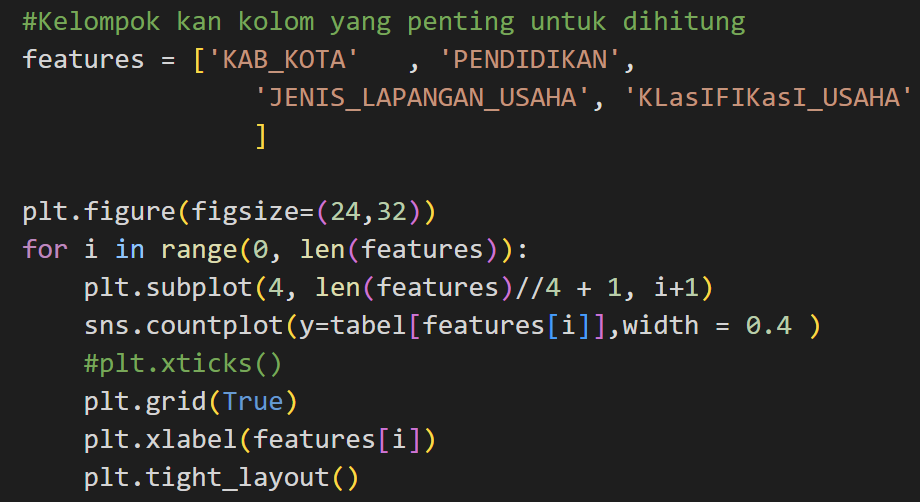 #Kelompok kan kolom yang penting untuk dihitung
features = ['KAB_KOTA'   , 'PENDIDIKAN',
               'JENIS_LAPANGAN_USAHA', 'KLasIFIKasI_USAHA'
               ]
plt.figure(figsize=(24,32))
for i in range(0, len(features)):
    plt.subplot(4, len(features)//4 + 1, i+1)
    sns.countplot(y=tabel[features[i]],width = 0.4 )
    #plt.xticks()
    plt.grid(True)
    plt.xlabel(features[i])
    plt.tight_layout()